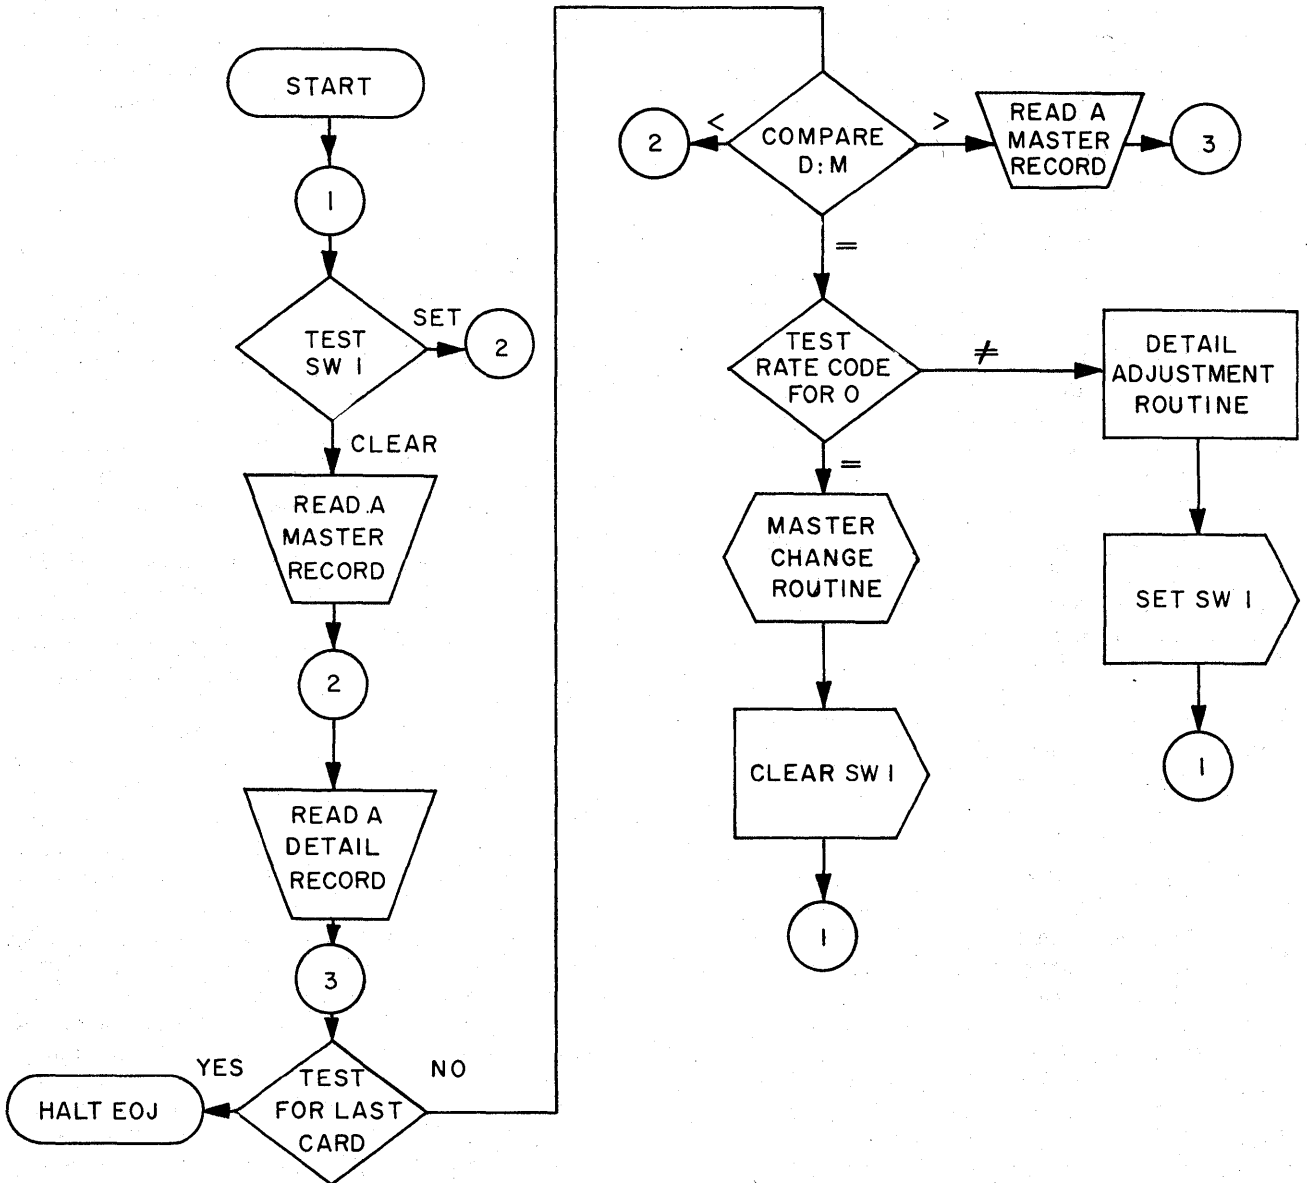 START
1
TEST
SW 1
SET
2
CLEAR
READ A
MASTER
RECORD
2
READ A
DETAIL
RECORD
3
TEST
FOR LAST
CARD
YES
HALT EOJ
NO
COMPARE
D:M
<
2
>
READ A
MASTER
RECORD
3
=
TEST
RATE CODE
FOR 0
≠
DETAIL
ADJUSTMENT
ROUTINE
SET SW 1
1
=
MASTER
CHANGE
ROUTINE
CLEAR SW 1
1